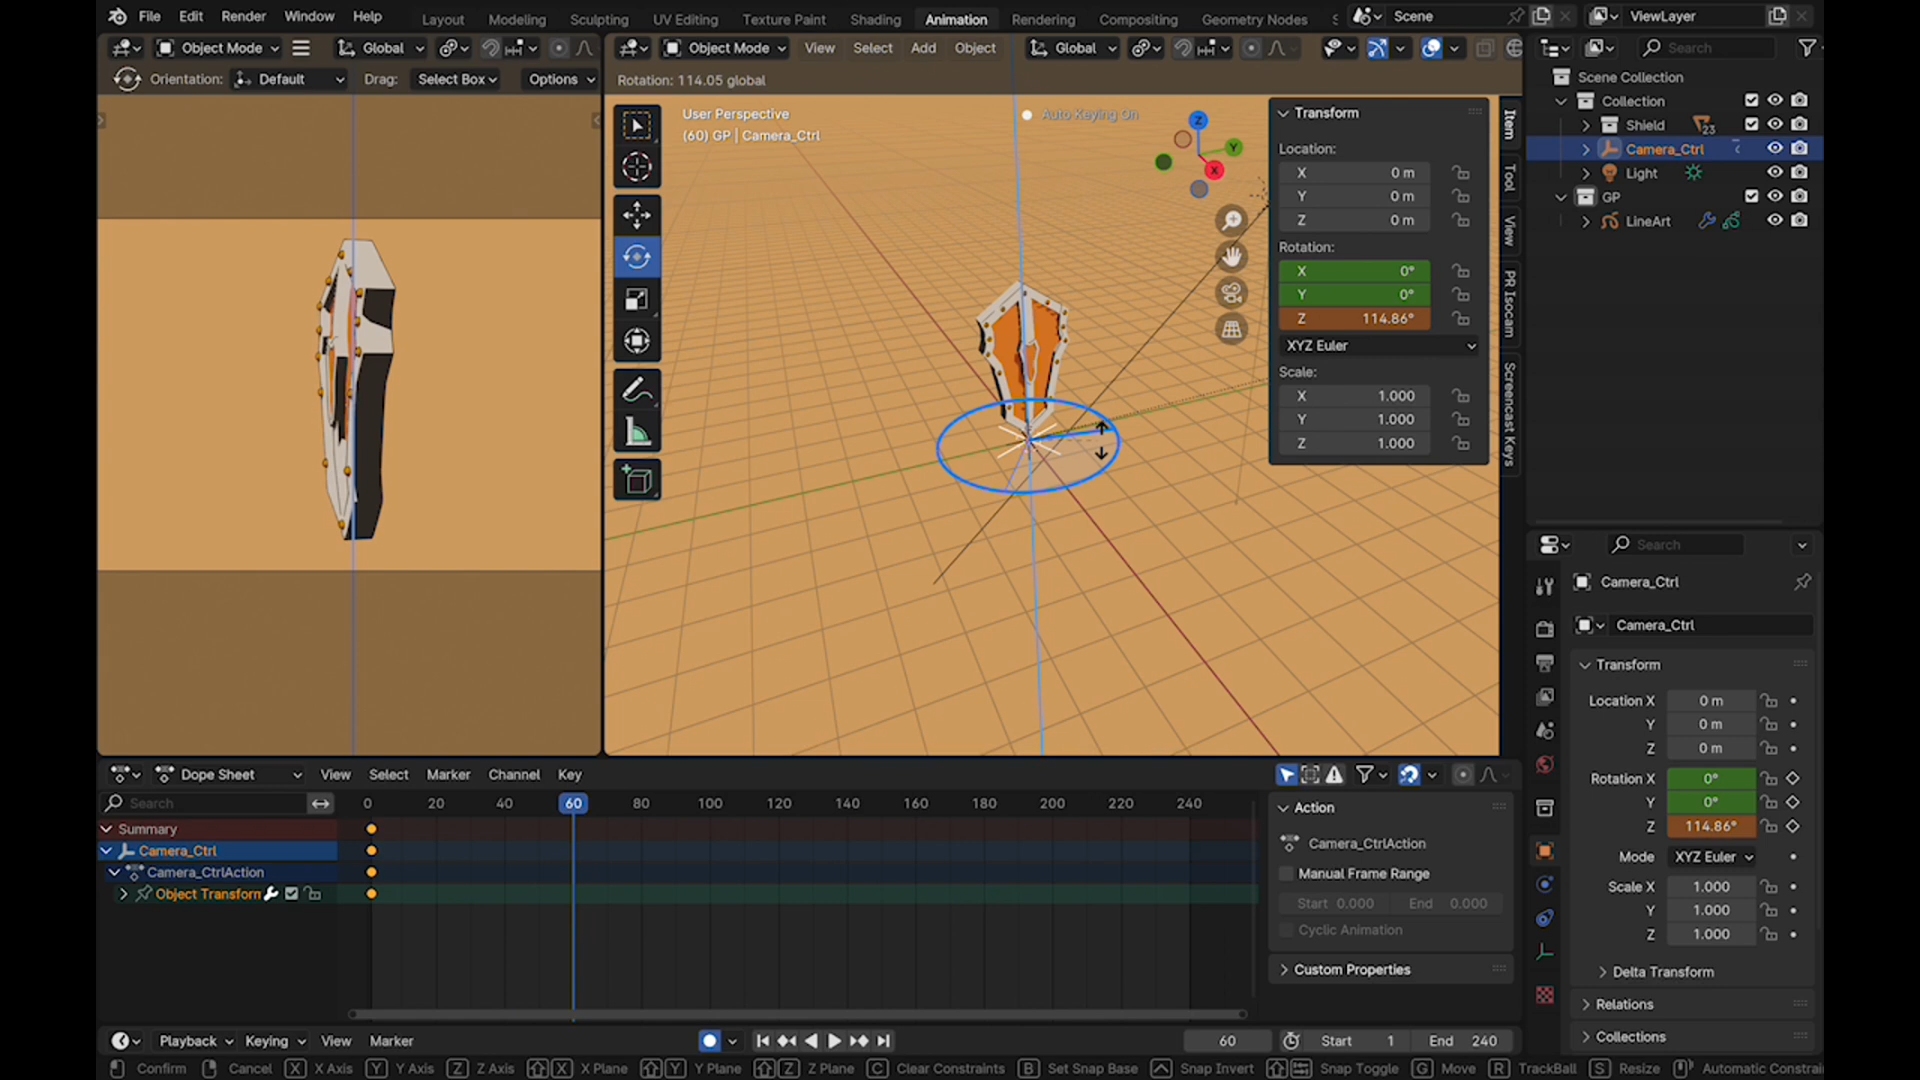 File Edit Render Window Help Layout Modeling Sculpting UV Editing Texture Paint Shading Animation Rendering Compositing Geometry Nodes Scene ViewLayer
Object Mode Global Object Mode View Select Add Object Global Search
Orientation: Default Drag: Select Box Options Rotation: 114.05 global
Scene Collection
Collection
Shield 23
Camera_Ctrl
Light
GP
LineArt
User Perspective
(60) GP | Camera_Ctrl
Auto Keying On
Z
Y
X
Transform
Location:
X 0 m
Y 0 m
Z 0 m
Rotation:
X 0°
Y 0°
Z 114.86°
XYZ Euler
Scale:
X 1.000
Y 1.000
Z 1.000
Item
Tool
View
PR Isocam
Screencast Keys
Search
Camera_Ctrl
Camera_Ctrl
Transform
Location X 0 m
Y 0 m
Z 0 m
Rotation X 0°
Y 0°
Z 114.86°
Mode XYZ Euler
Scale X 1.000
Y 1.000
Z 1.000
Delta Transform
Relations
Collections
Dope Sheet View Select Marker Channel Key
Search 0 20 40 60 80 100 120 140 160 180 200 220 240
Summary
Camera_Ctrl
Camera_CtrlAction
Object Transform
Action
Camera_CtrlAction
Manual Frame Range
Start 0.000 End 0.000
Cyclic Animation
Custom Properties
Playback Keying View Marker 60 Start 1 End 240
Confirm Cancel X X Axis Y Y Axis Z Z Axis X X Plane Y Y Plane Z Z Plane C Clear Constraints B Set Snap Base Snap Invert Snap Toggle G Move R TrackBall S Resize Automatic Constrai